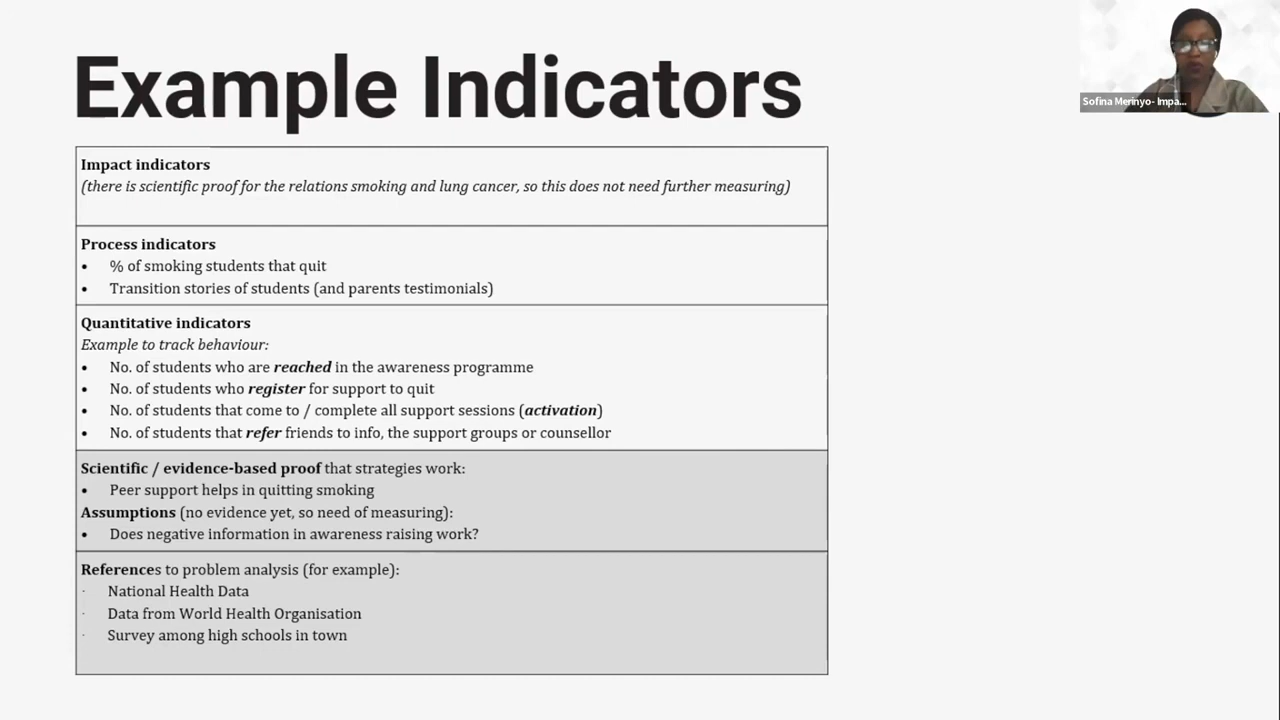 Example Indicators
Sofina Merinyo- Impa...
Impact indicators
(there is scientific proof for the relations smoking and lung cancer, so this does not need further measuring)
Process indicators
• % of smoking students that quit
• Transition stories of students (and parents testimonials)
Quantitative indicators
Example to track behaviour:
• No. of students who are reached in the awareness programme
• No. of students who register for support to quit
• No. of students that come to / complete all support sessions (activation)
• No. of students that refer friends to info, the support groups or counsellor
Scientific / evidence-based proof that strategies work:
• Peer support helps in quitting smoking
Assumptions (no evidence yet, so need of measuring):
• Does negative information in awareness raising work?
References to problem analysis (for example):
· National Health Data
· Data from World Health Organisation
· Survey among high schools in town